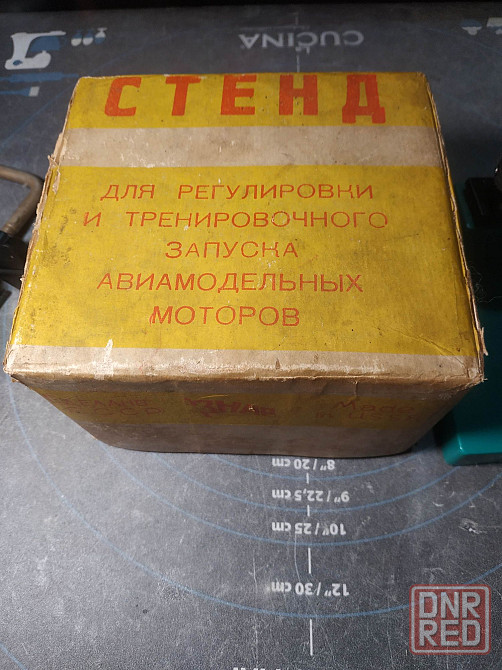 CUCINA
СТЕНД
ДЛЯ РЕГУЛИРОВКИ
И ТРЕНИРОВОЧНОГО
ЗАПУСКА
АВИАМОДЕЛЬНЫХ
МОТОРОВ
8"/20 cm
9"/22,5 cm
10"/25 cm
12"/30 cm
DNR
RED